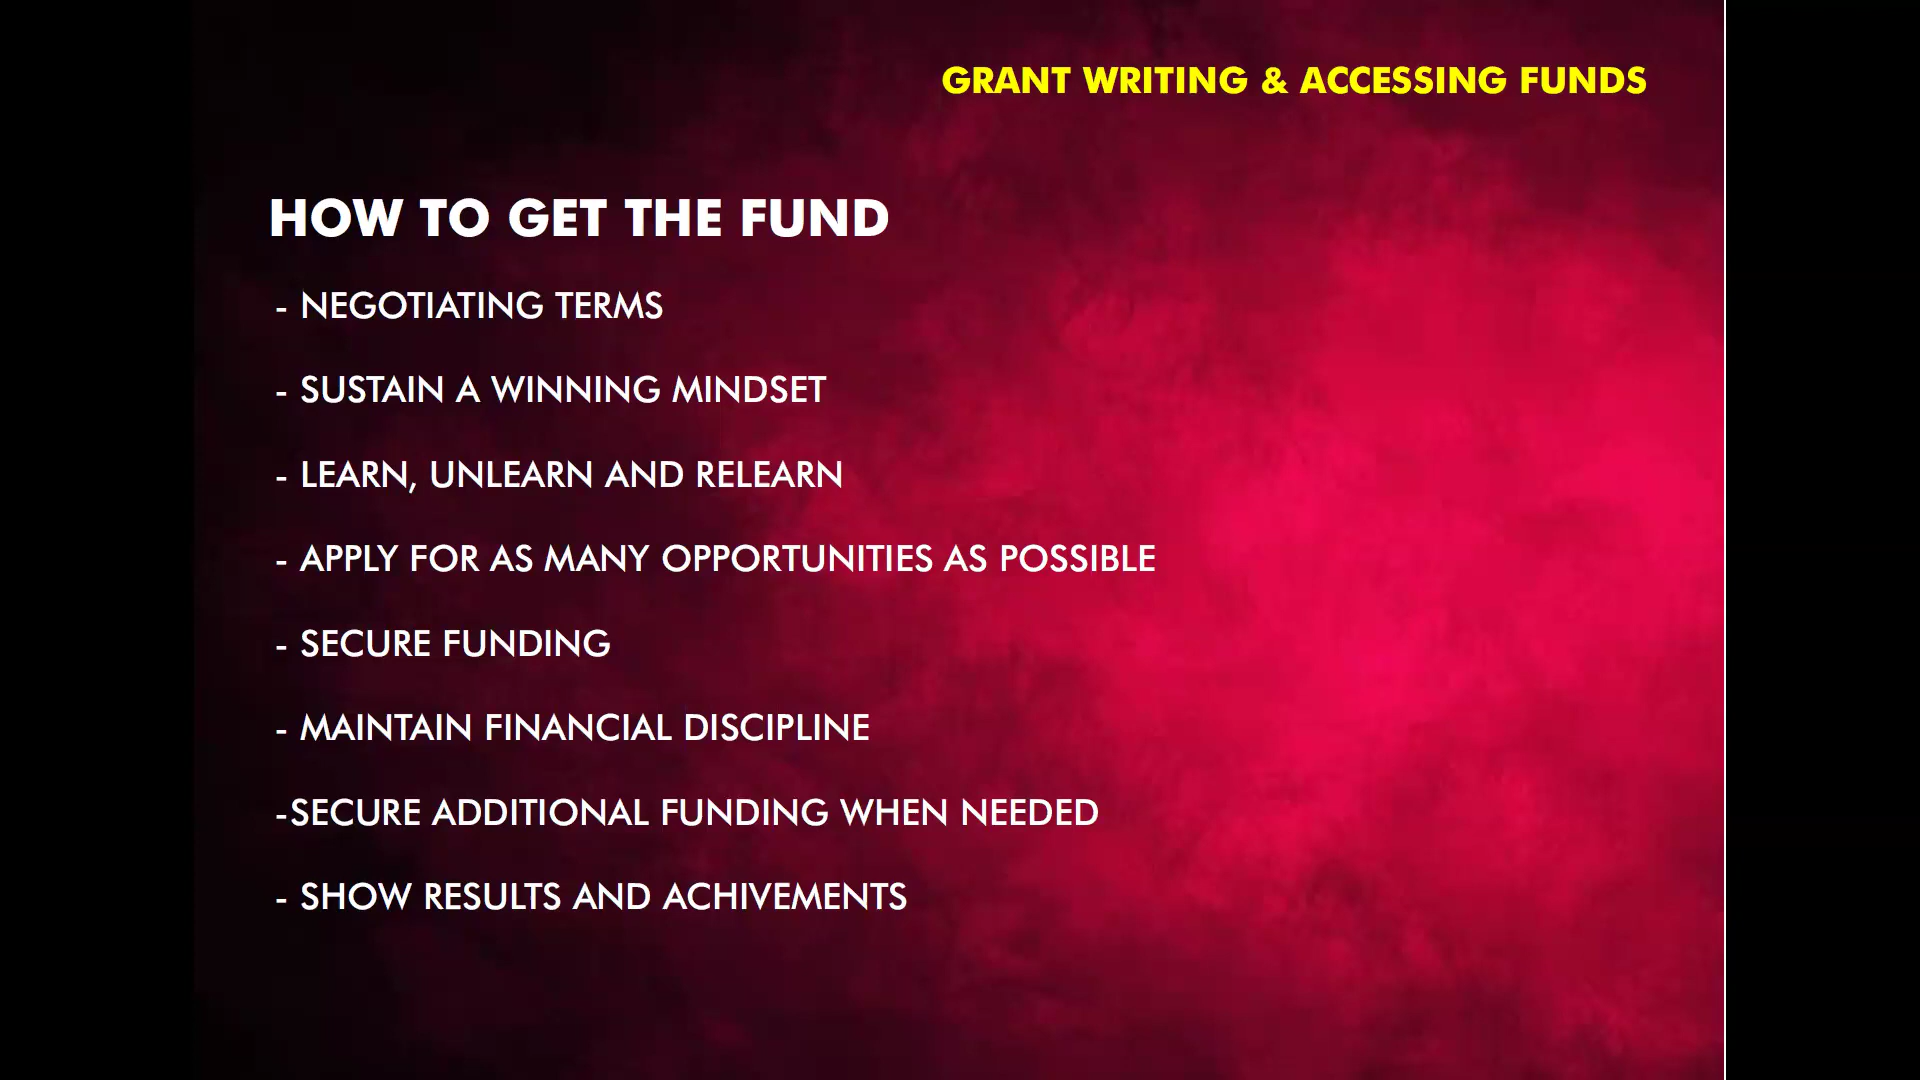 GRANT WRITING & ACCESSING FUNDS
HOW TO GET THE FUND
- NEGOTIATING TERMS
- SUSTAIN A WINNING MINDSET
- LEARN, UNLEARN AND RELEARN
- APPLY FOR AS MANY OPPORTUNITIES AS POSSIBLE
- SECURE FUNDING
- MAINTAIN FINANCIAL DISCIPLINE
-SECURE ADDITIONAL FUNDING WHEN NEEDED
- SHOW RESULTS AND ACHIVEMENTS